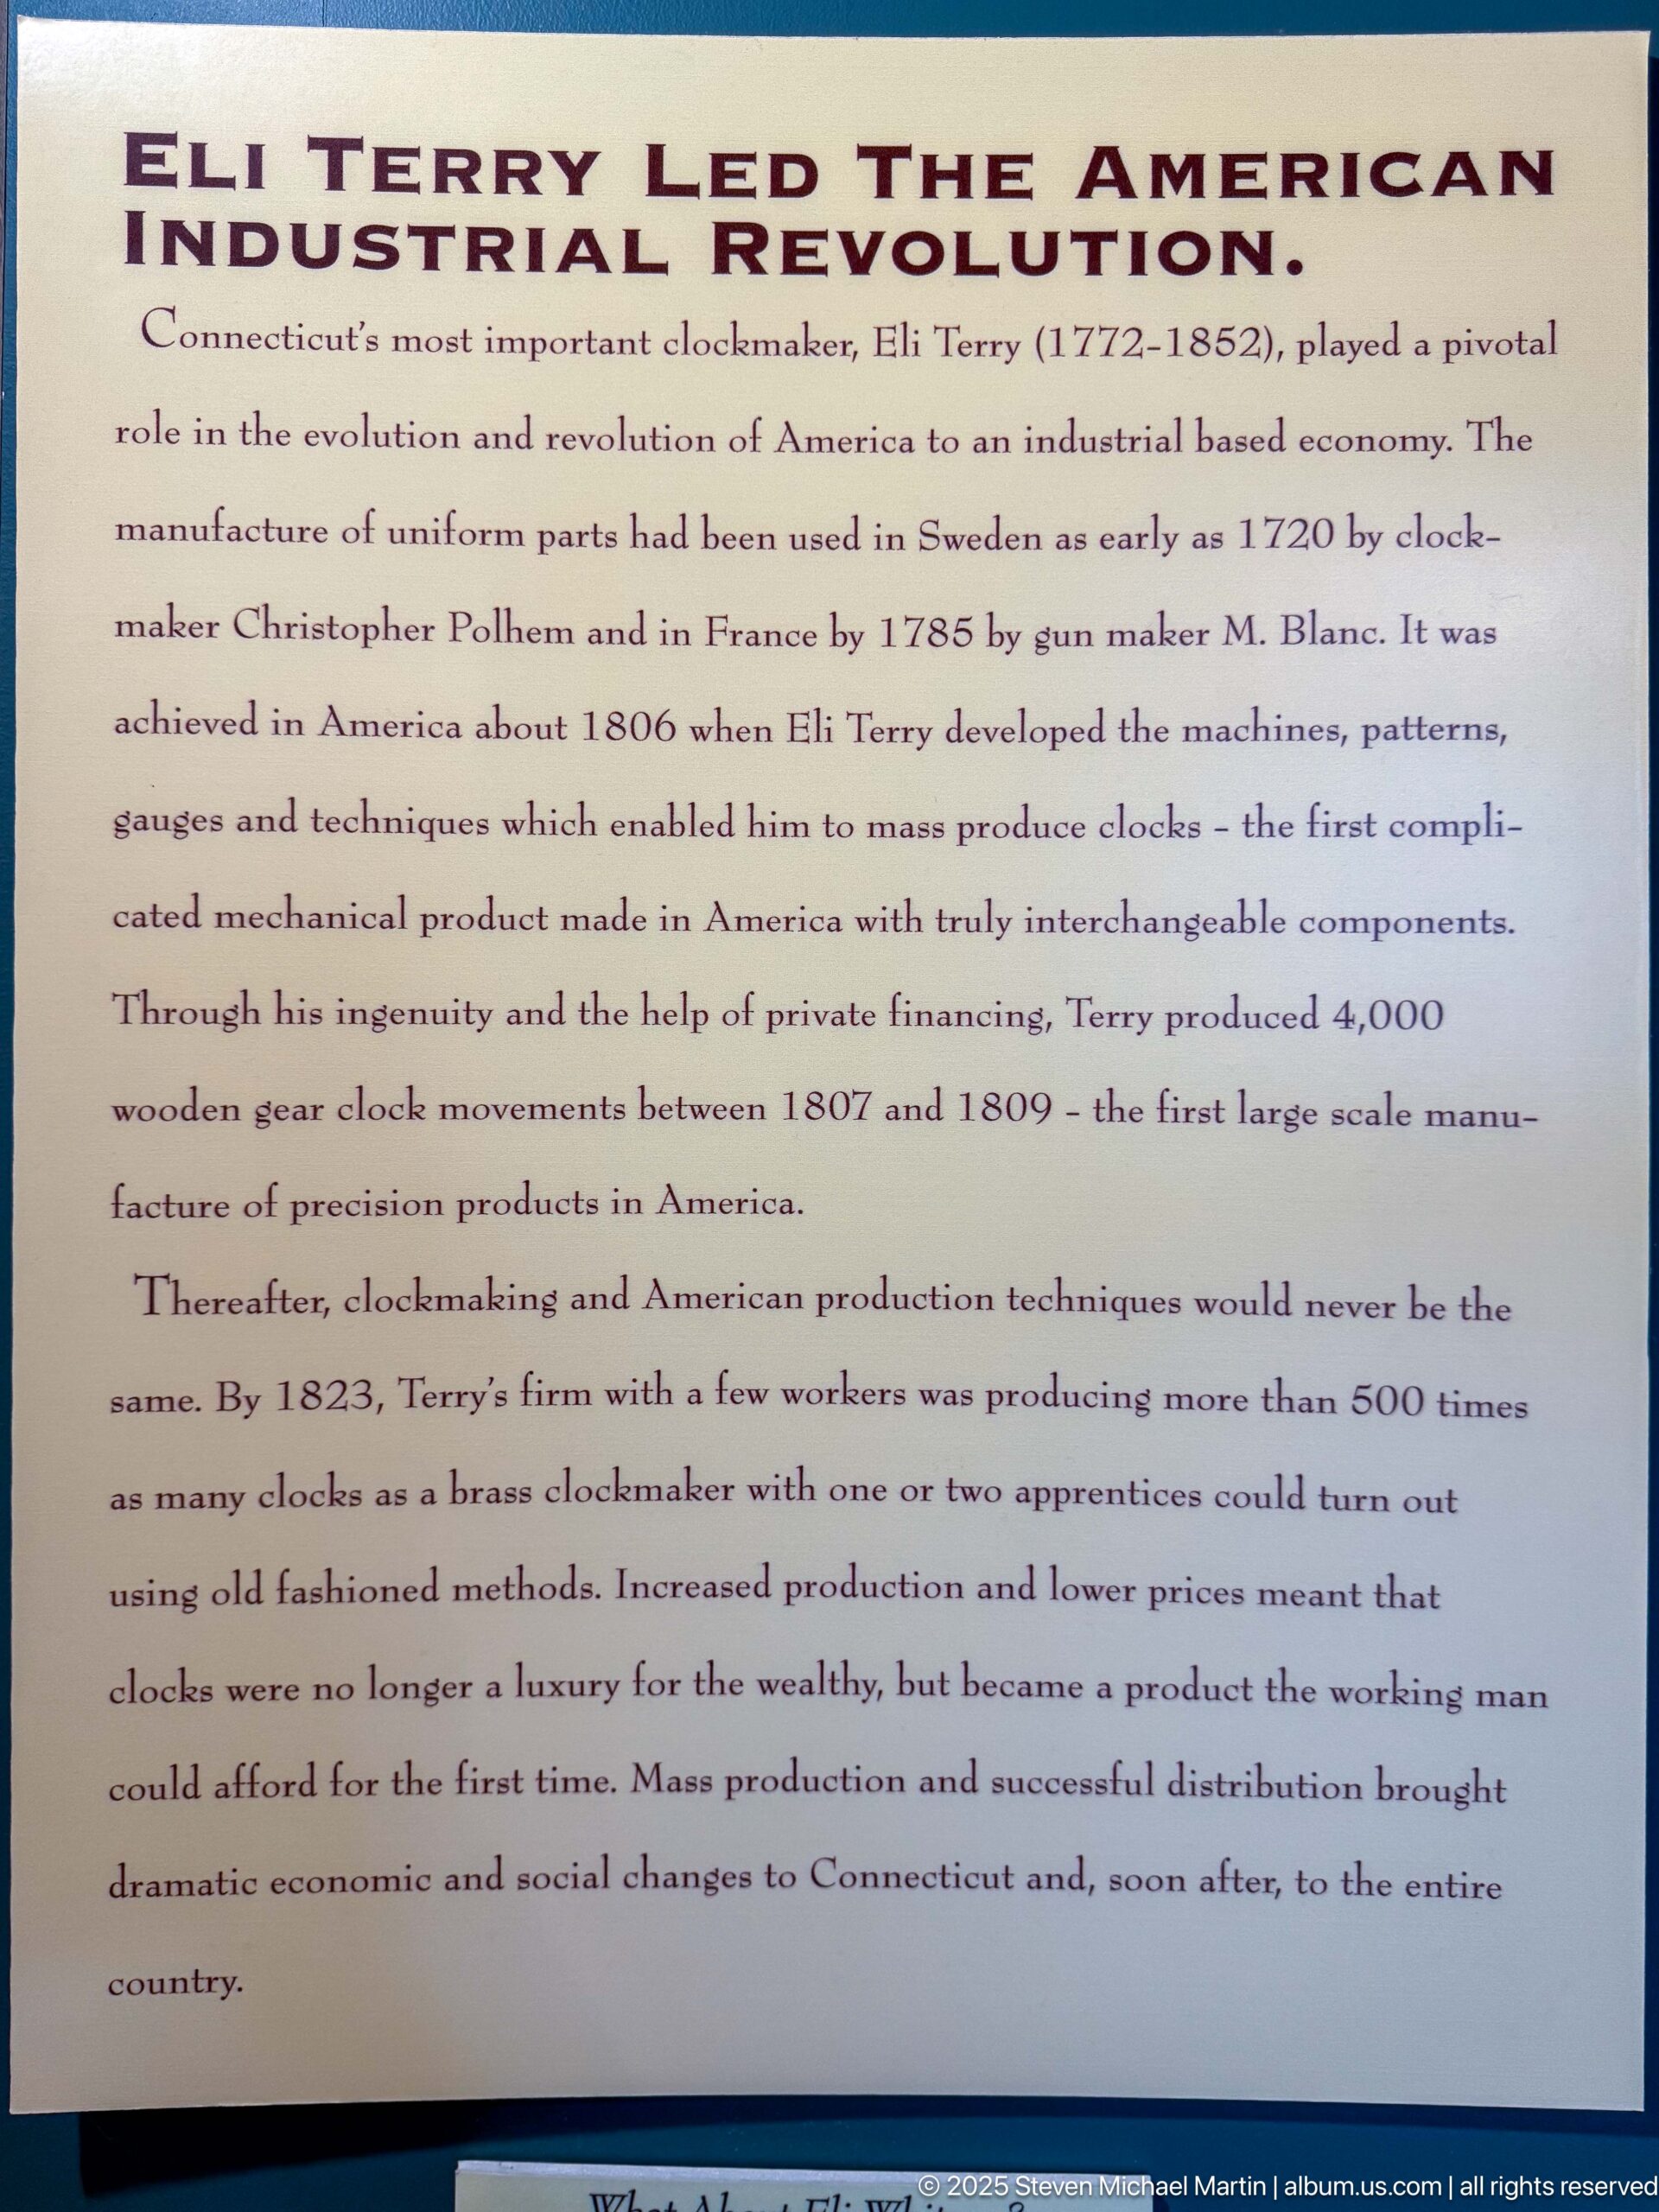 ELI TERRY LED THE AMERICAN
INDUSTRIAL REVOLUTION.
Connecticut's most important clockmaker, Eli Terry (1772-1852), played a pivotal
role in the evolution and revolution of America to an industrial based economy. The
manufacture of uniform parts had been used in Sweden as early as 1720 by clock-
maker Christopher Polhem and in France by 1785 by gun maker M. Blanc. It was
achieved in America about 1806 when Eli Terry developed the machines, patterns,
gauges and techniques which enabled him to mass produce clocks - the first compli-
cated mechanical product made in America with truly interchangeable components.
Through his ingenuity and the help of private financing, Terry produced 4,000
wooden gear clock movements between 1807 and 1809 - the first large scale manu-
facture of precision products in America.
Thereafter, clockmaking and American production techniques would never be the
same. By 1823, Terry's firm with a few workers was producing more than 500 times
as many clocks as a brass clockmaker with one or two apprentices could turn out
using old fashioned methods. Increased production and lower prices meant that
clocks were no longer a luxury for the wealthy, but became a product the working man
could afford for the first time. Mass production and successful distribution brought
dramatic economic and social changes to Connecticut and, soon after, to the entire
country.
What About Eli
© 2025 Steven Michael Martin | album.us.com | all rights reserved